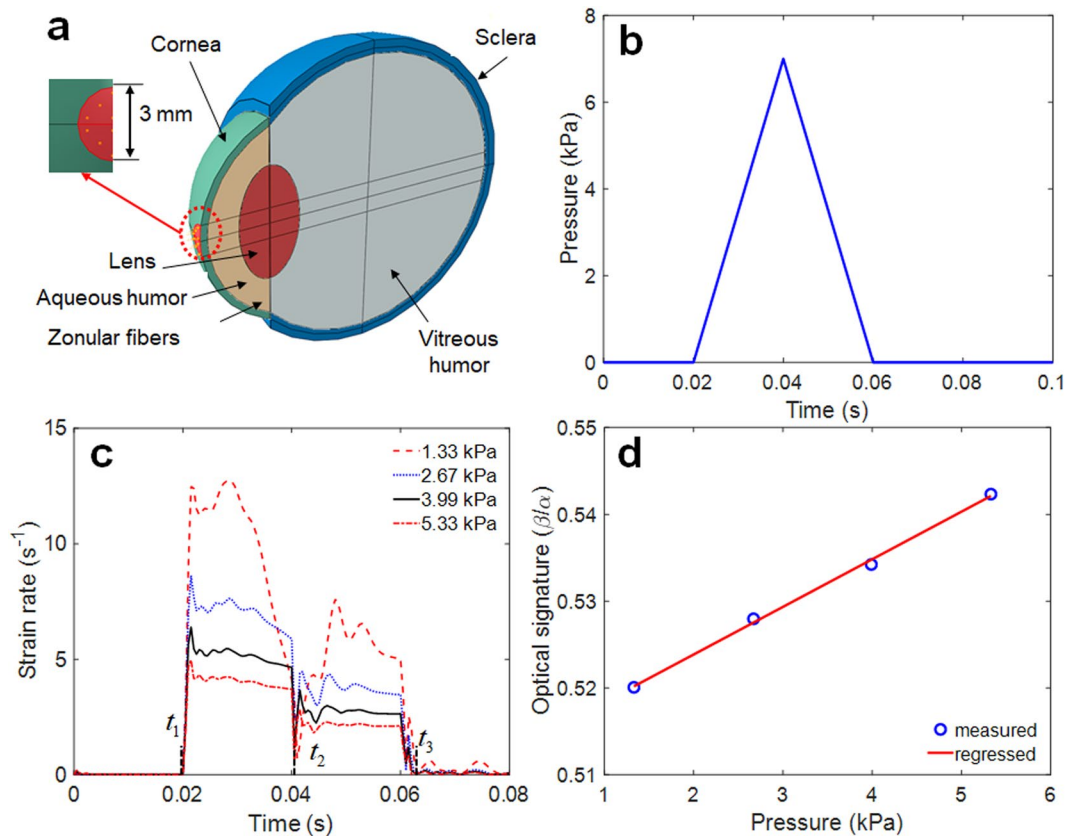 a
Cornea
Sclera
3 mm
Lens
Aqueous humor
Zonular fibers
Vitreous
humor
b
Pressure (kPa)
8
6
4
2
0
0
0.02
0.04
0.06
0.08
0.1
Time (s)
c
Strain rate (s⁻¹)
15
10
5
0
1.33 kPa
2.67 kPa
3.99 kPa
5.33 kPa
t₁
t₂
t₃
0
0.02
0.04
0.06
0.08
Time (s)
d
Optical signature (β/α)
0.55
0.54
0.53
0.52
0.51
measured
regressed
1
2
3
4
5
6
Pressure (kPa)